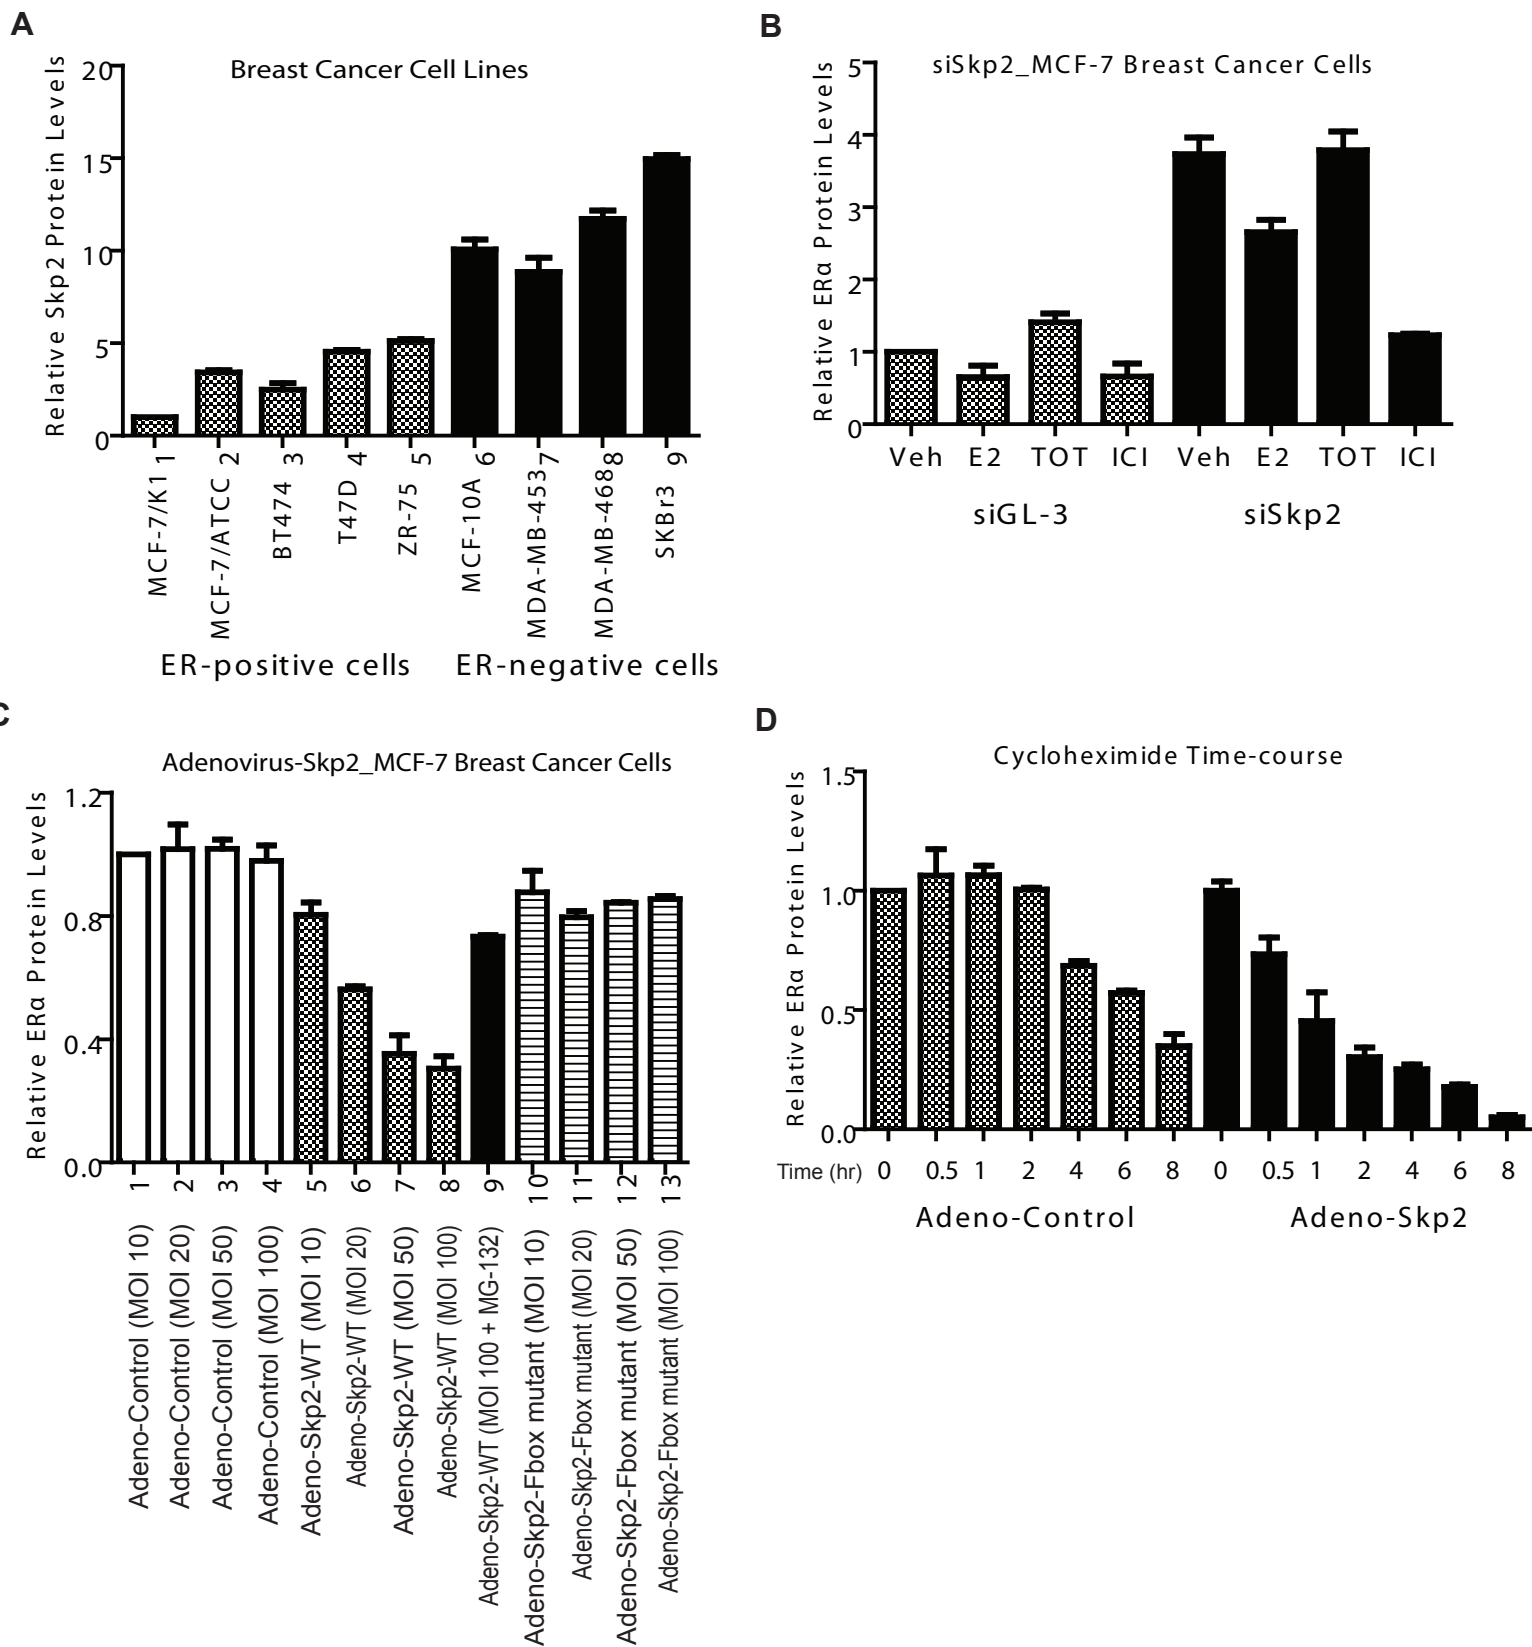 A
Breast Cancer Cell Lines
Relative Skp2 Protein Levels
20
15
10
5
0
MCF-7/K1 1
MCF-7/ATCC 2
BT474 3
T47D 4
ZR-75 5
MCF-10A 6
MDA-MB-453 7
MDA-MB-468 8
SKBr3 9
ER-positive cells
ER-negative cells
B
siSkp2_MCF-7 Breast Cancer Cells
Relative ERα Protein Levels
5
4
3
2
1
0
Veh E2 TOT ICI Veh E2 TOT ICI
siGL-3 siSkp2
C
Adenovirus-Skp2_MCF-7 Breast Cancer Cells
Relative ERα Protein Levels
1.2
0.8
0.4
0.0
1 2 3 4 5 6 7 8 9 10 11 12 13
Adeno-Control (MOI 10)
Adeno-Control (MOI 20)
Adeno-Control (MOI 50)
Adeno-Control (MOI 100)
Adeno-Skp2-WT (MOI 10)
Adeno-Skp2-WT (MOI 20)
Adeno-Skp2-WT (MOI 50)
Adeno-Skp2-WT (MOI 100)
Adeno-Skp2-WT (MOI 100 + MG-132)
Adeno-Skp2-Fbox mutant (MOI 10)
Adeno-Skp2-Fbox mutant (MOI 20)
Adeno-Skp2-Fbox mutant (MOI 50)
Adeno-Skp2-Fbox mutant (MOI 100)
D
Cycloheximide Time-course
Relative ERα Protein Levels
1.5
1.0
0.5
0.0
Time (hr) 0 0.5 1 2 4 6 8 0 0.5 1 2 4 6 8
Adeno-Control Adeno-Skp2